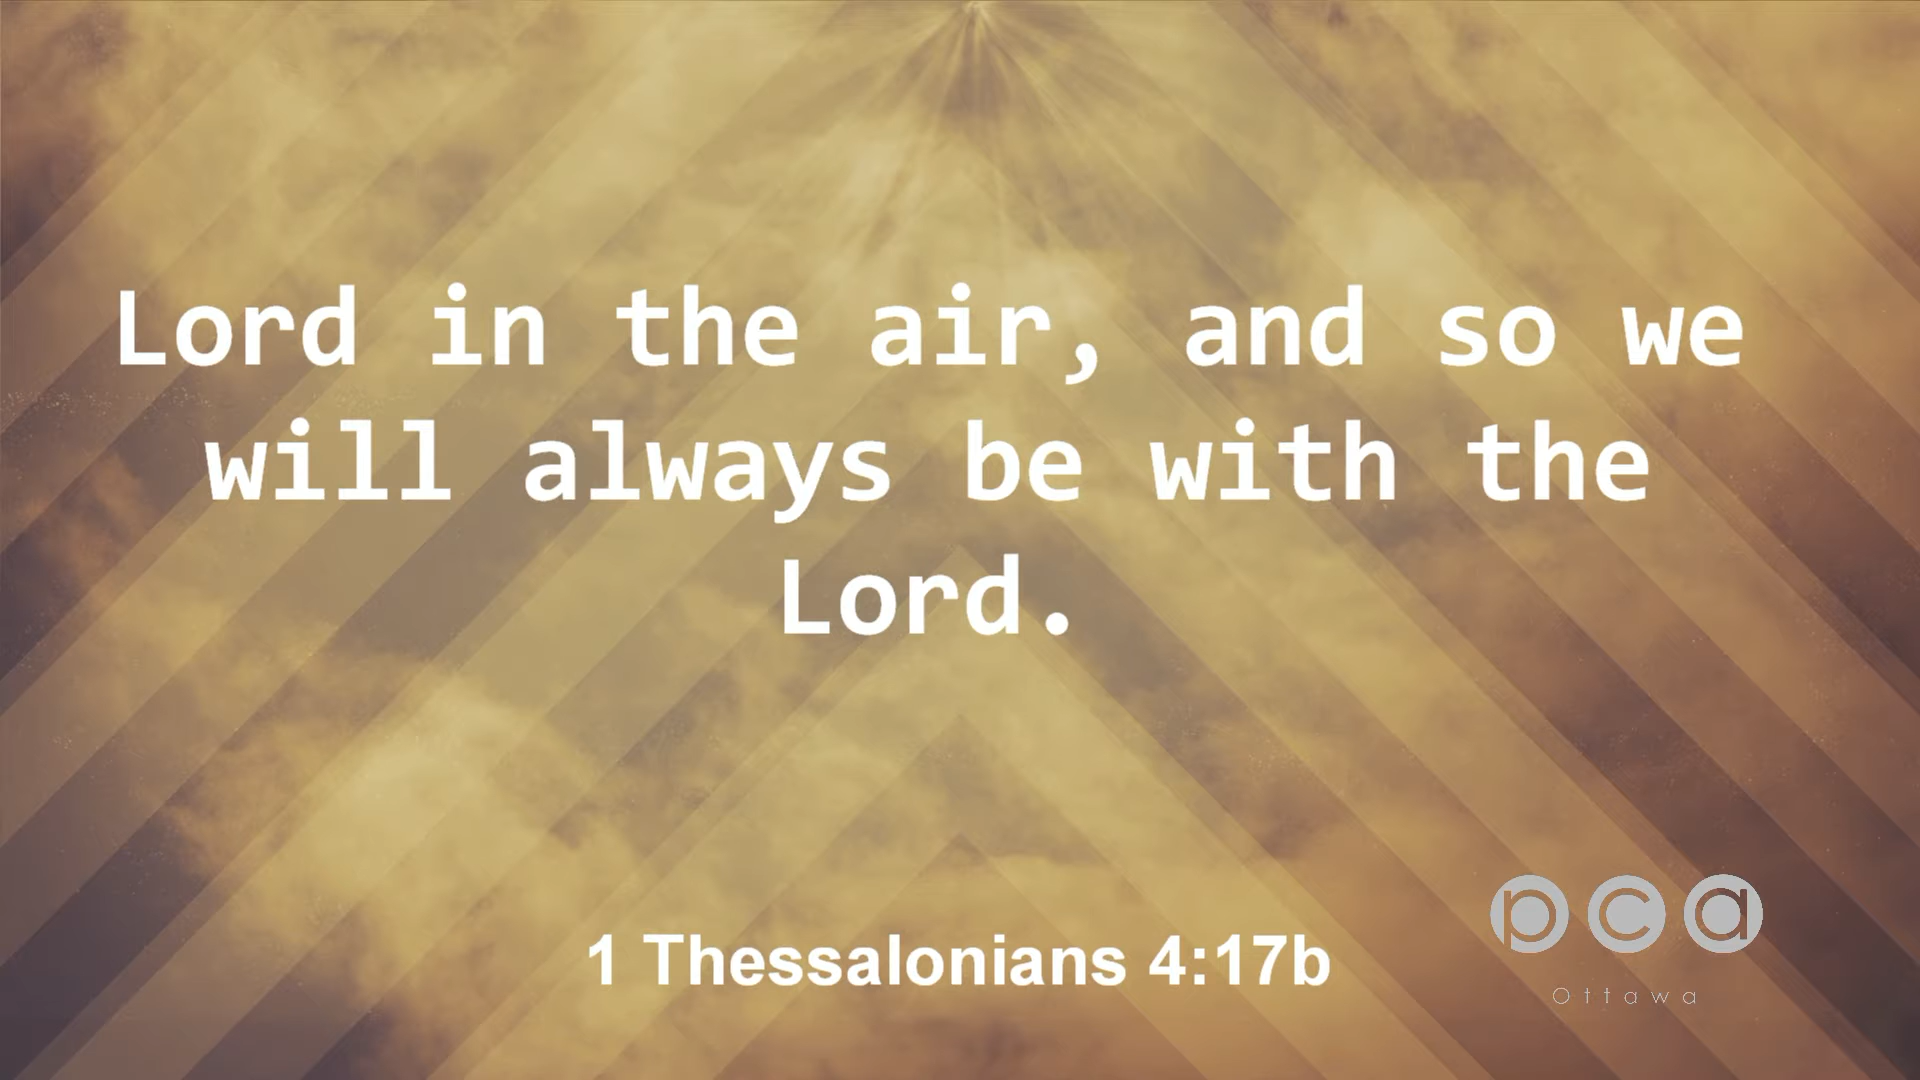 Lord in the air, and so we
will always be with the
Lord.
1 Thessalonians 4:17b
pca
Ottawa